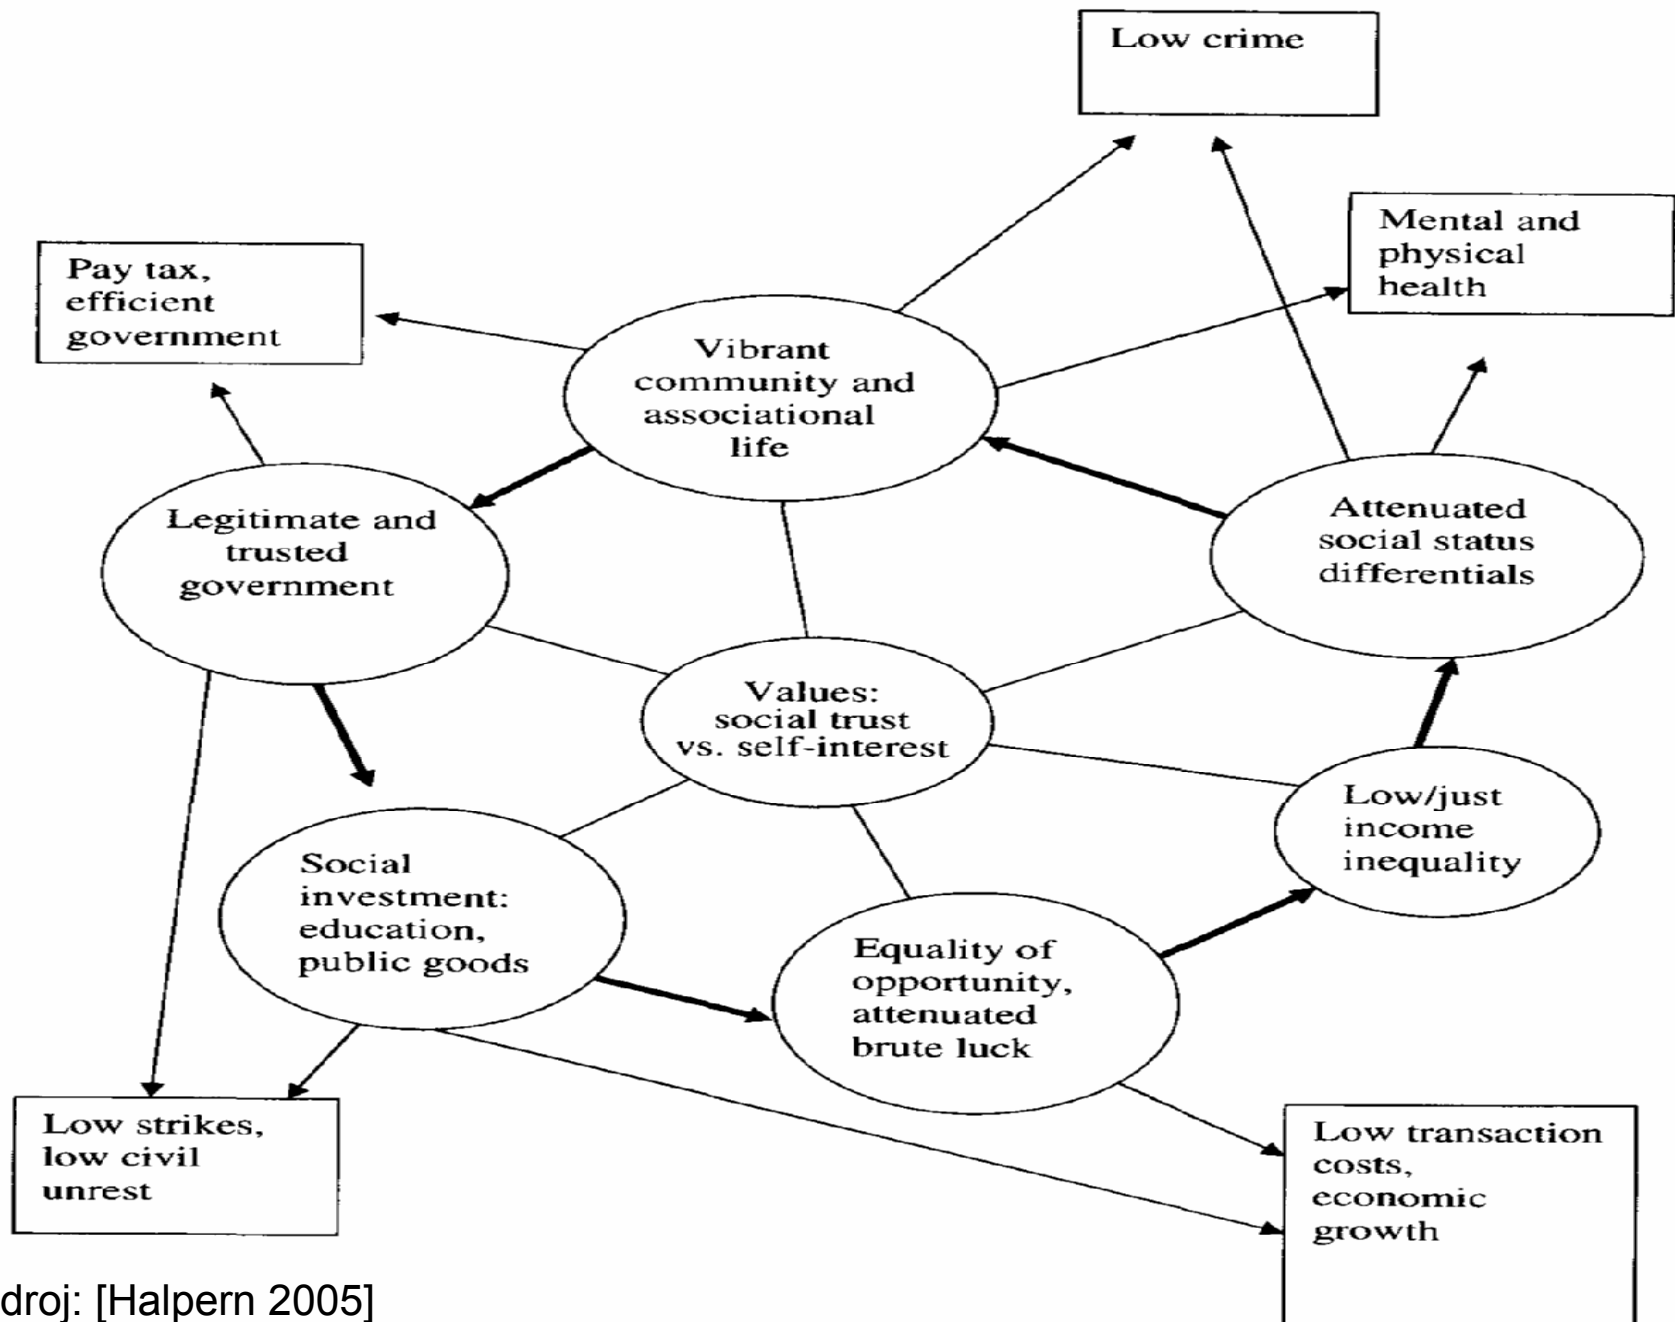 Low crime
Mental and
physical
health
Pay tax,
efficient
government
Vibrant
community and
associational
life
Attenuated
social status
differentials
Legitimate and
trusted
government
Values:
social trust
vs. self-interest
Low/just
income
inequality
Social
investment:
education,
public goods
Equality of
opportunity,
attenuated
brute luck
Low strikes,
low civil
unrest
Low transaction
costs,
economic
growth
droj: [Halpern 2005]